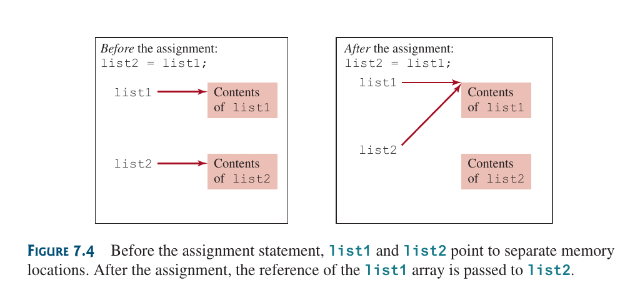 Before the assignment:
list2 = list1;
list1
Contents
of list1
list2
Contents
of list2
After the assignment:
list2 = list1;
list1
Contents
of list1
list2
Contents
of list2
FIGURE 7.4 Before the assignment statement, list1 and list2 point to separate memory
locations. After the assignment, the reference of the list1 array is passed to list2.